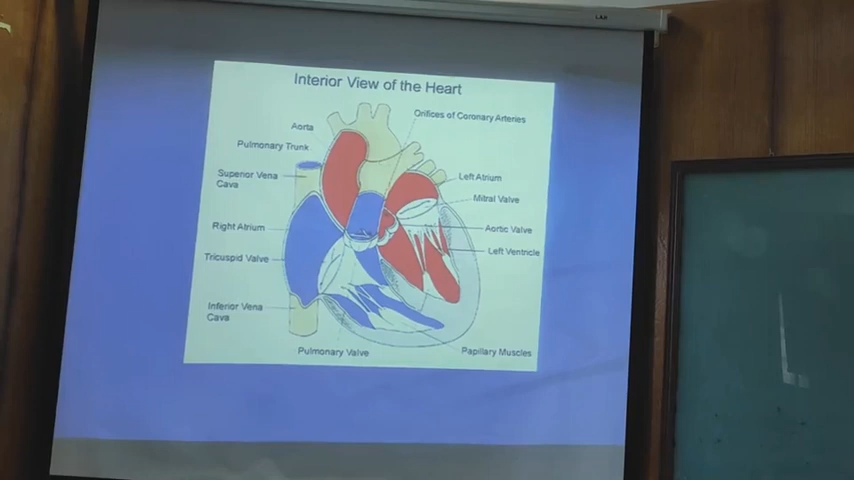 Interior View of the Heart
Orifices of Coronary Arteries
Aorta
Pulmonary Trunk
Superior Vena
Cava
Left Atrium
Mitral Valve
Right Atrium
Aortic Valve
Left Ventricle
Tricuspid Valve
Inferior Vena
Cava
Pulmonary Valve
Papillary Muscles